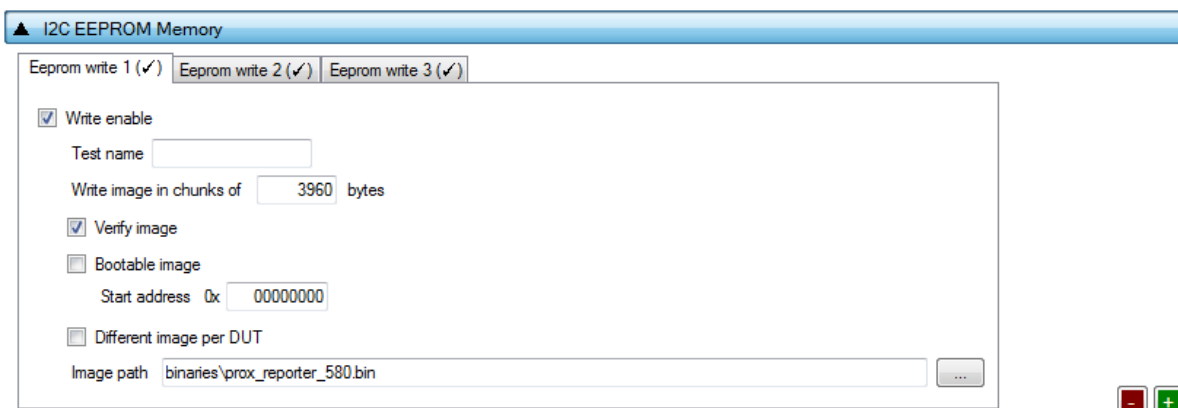 ▲ I2C EEPROM Memory
Eeprom write 1 (✓) Eeprom write 2 (✓) Eeprom write 3 (✓)
Write enable
Test name
Write image in chunks of 3960 bytes
Verify image
Bootable image
Start address 0x 00000000
Different image per DUT
Image path binaries\prox_reporter_580.bin ...
- +